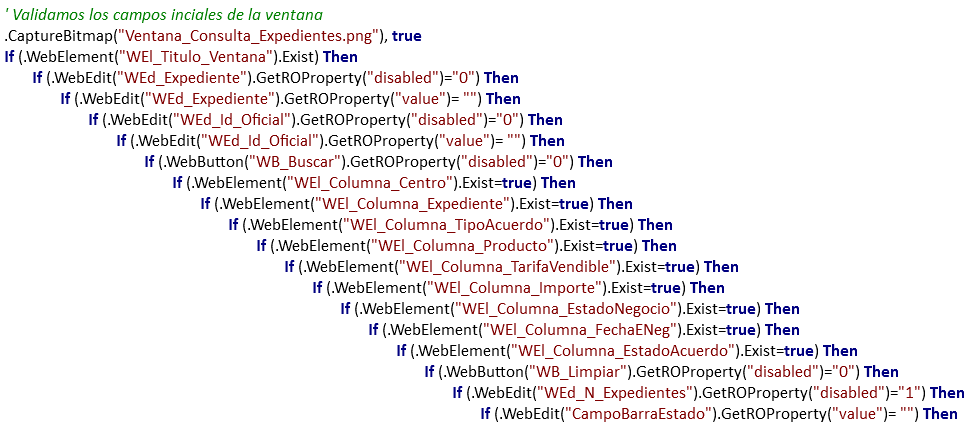 ' Validamos los campos inciales de la ventana
.CaptureBitmap("Ventana_Consulta_Expedientes.png"), true
If (.WebElement("WEl_Titulo_Ventana").Exist) Then
If (.WebEdit("WEd_Expediente").GetROProperty("disabled")="0") Then
If (.WebEdit("WEd_Expediente").GetROProperty("value")= "") Then
If (.WebEdit("WEd_Id_Oficial").GetROProperty("disabled")="0") Then
If (.WebEdit("WEd_Id_Oficial").GetROProperty("value")= "") Then
If (.WebButton("WB_Buscar").GetROProperty("disabled")="0") Then
If (.WebElement("WEl_Columna_Centro").Exist=true) Then
If (.WebElement("WEl_Columna_Expediente").Exist=true) Then
If (.WebElement("WEl_Columna_TipoAcuerdo").Exist=true) Then
If (.WebElement("WEl_Columna_Producto").Exist=true) Then
If (.WebElement("WEl_Columna_TarifaVendible").Exist=true) Then
If (.WebElement("WEl_Columna_Importe").Exist=true) Then
If (.WebElement("WEl_Columna_EstadoNegocio").Exist=true) Then
If (.WebElement("WEl_Columna_FechaENeg").Exist=true) Then
If (.WebElement("WEl_Columna_EstadoAcuerdo").Exist=true) Then
If (.WebButton("WB_Limpiar").GetROProperty("disabled")="0") Then
If (.WebEdit("WEd_N_Expedientes").GetROProperty("disabled")="1") Then
If (.WebEdit("CampoBarraEstado").GetROProperty("value")= "") Then